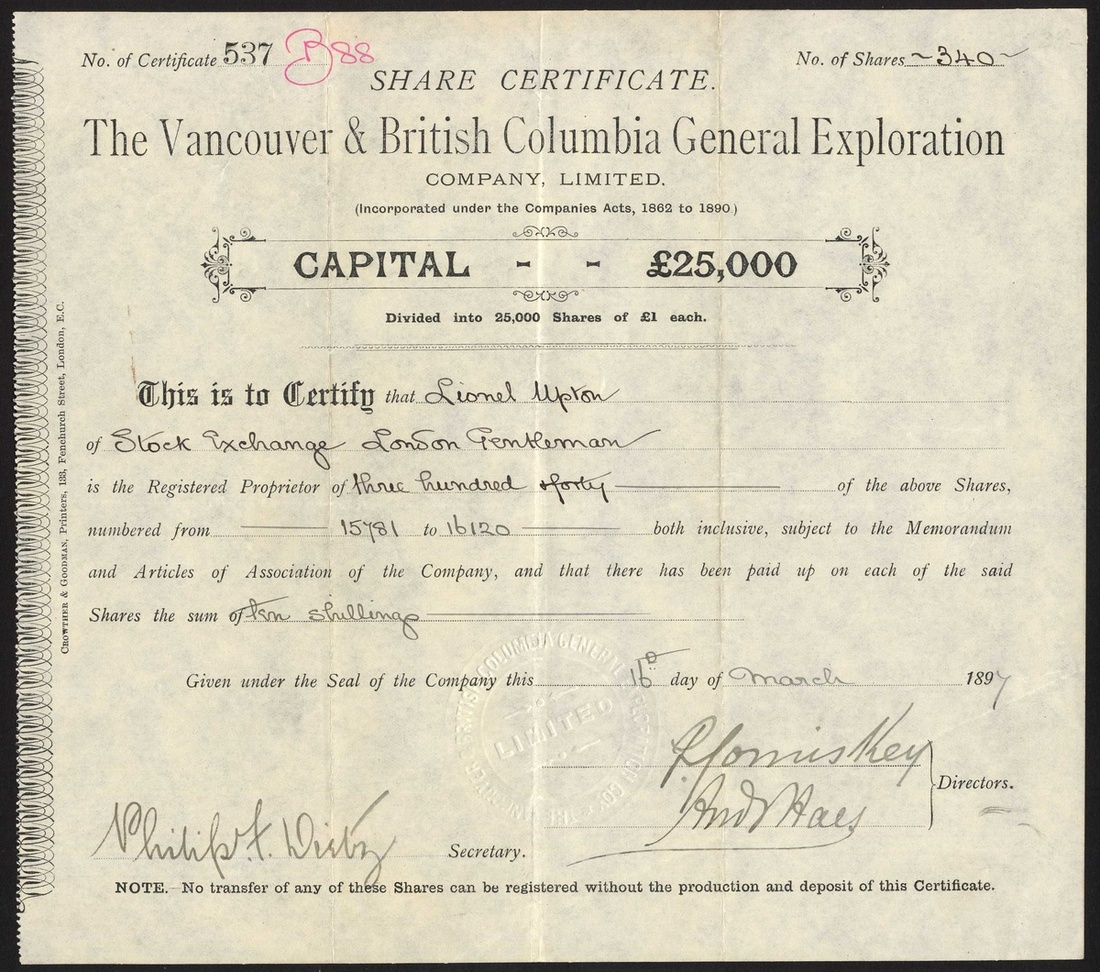 No. of Certificate 537 B88 No. of Shares ~340~
SHARE CERTIFICATE.
The Vancouver & British Columbia General Exploration
COMPANY, LIMITED.
(Incorporated under the Companies Acts, 1862 to 1890)
CAPITAL - - £25,000
Divided into 25,000 Shares of £1 each.
This is to Certify that Lionel Upton
of Stock Exchange London Gentleman
is the Registered Proprietor of three hundred & forty of the above Shares,
numbered from 15781 to 16120 both inclusive, subject to the Memorandum
and Articles of Association of the Company, and that there has been paid up on each of the said
Shares the sum of ten shillings
Given under the Seal of the Company this 16 day of March 1897
LIMITED
Directors.
Philip Secretary.
NOTE.—No transfer of any of these Shares can be registered without the production and deposit of this Certificate.
CROWTHER & GOODMAN, Printers, 133, Fenchurch Street, London, E.C.